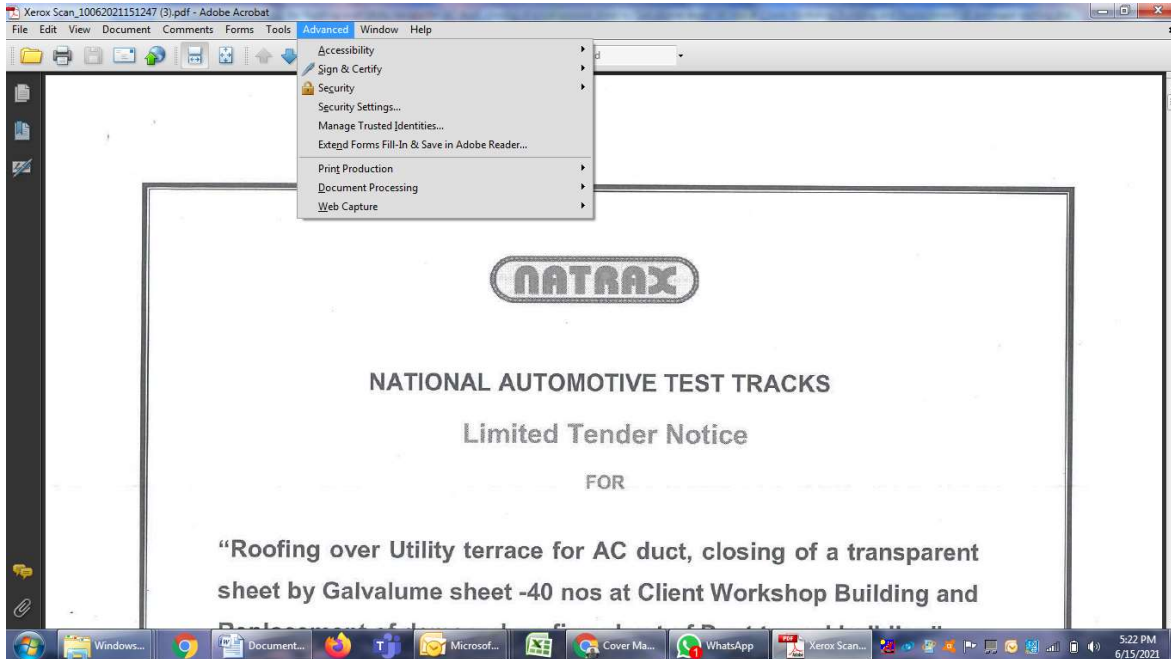 Xerox Scan_10062021151247 (3).pdf - Adobe Acrobat
File Edit View Document Comments Forms Tools Advanced Window Help
Accessibility
Sign & Certify
Security
Security Settings...
Manage Trusted Identities...
Extend Forms Fill-In & Save in Adobe Reader...
Print Production
Document Processing
Web Capture
NATRAX
NATIONAL AUTOMOTIVE TEST TRACKS
Limited Tender Notice
FOR
“Roofing over Utility terrace for AC duct, closing of a transparent
sheet by Galvalume sheet -40 nos at Client Workshop Building and
Windows... Document... Microsof... Cover Ma... 1 WhatsApp Xerox Scan... 5:22 PM
6/15/2021